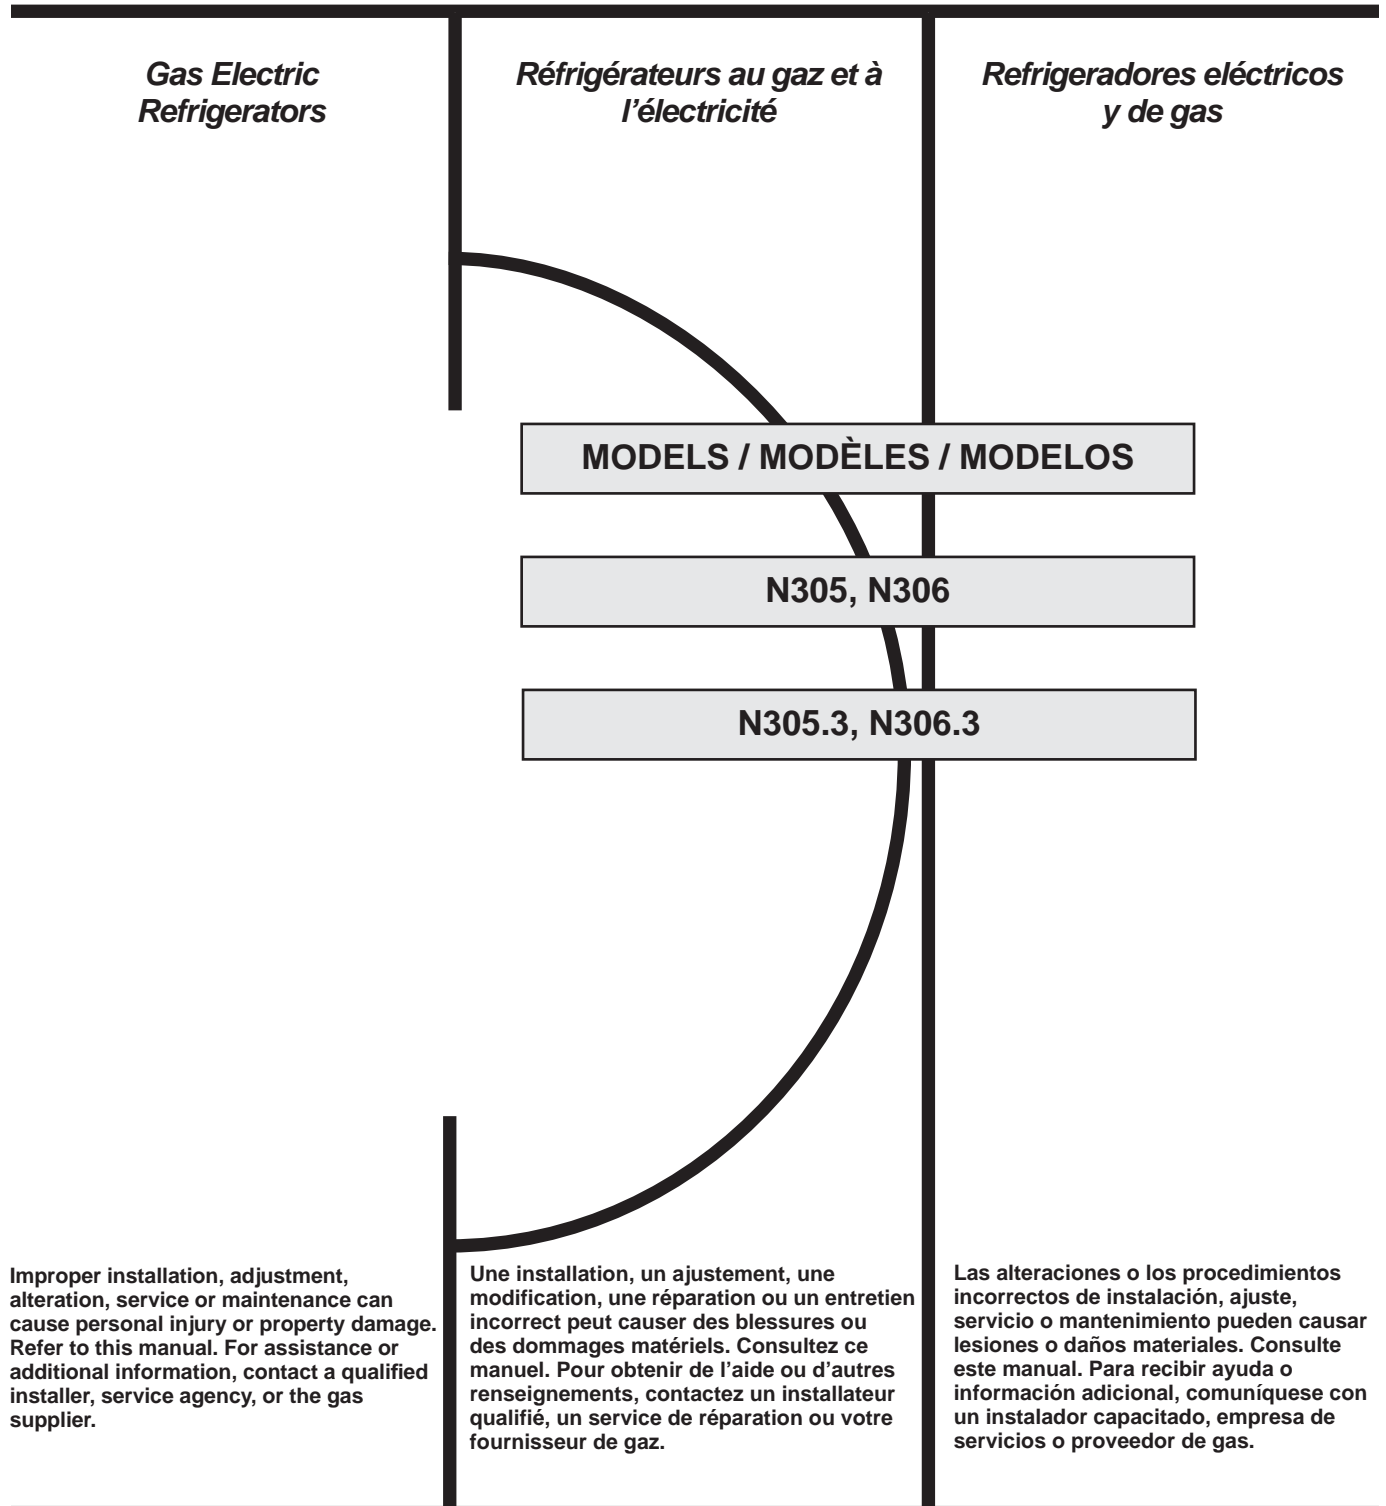 Gas Electric
Refrigerators
Réfrigérateurs au gaz et à
l’électricité
Refrigeradores eléctricos
y de gas
MODELS / MODÈLES / MODELOS
N305, N306
N305.3, N306.3
Improper installation, adjustment,
alteration, service or maintenance can
cause personal injury or property damage.
Refer to this manual. For assistance or
additional information, contact a qualified
installer, service agency, or the gas
supplier.
Une installation, un ajustement, une
modification, une réparation ou un entretien
incorrect peut causer des blessures ou
des dommages matériels. Consultez ce
manuel. Pour obtenir de l’aide ou d’autres
renseignements, contactez un installateur
qualifié, un service de réparation ou votre
fournisseur de gaz.
Las alteraciones o los procedimientos
incorrectos de instalación, ajuste,
servicio o mantenimiento pueden causar
lesiones o daños materiales. Consulte
este manual. Para recibir ayuda o
información adicional, comuníquese con
un instalador capacitado, empresa de
servicios o proveedor de gas.